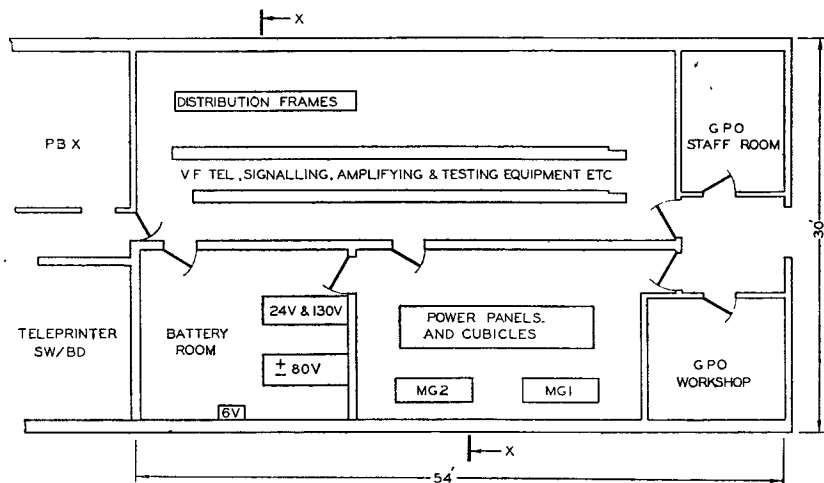 X
DISTRIBUTION FRAMES
PBX
GPO
STAFF ROOM
VF TEL, SIGNALLING, AMPLIFYING & TESTING EQUIPMENT ETC
30'
TELEPRINTER
SW/BD
BATTERY
ROOM
24V & 130V
± 80V
6V
POWER PANELS.
AND CUBICLES
MG2
MG1
GPO
WORKSHOP
X
54'